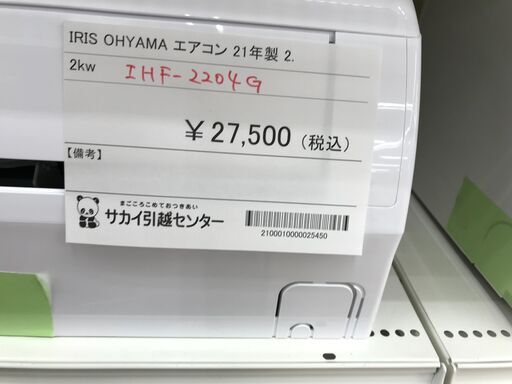 IRIS OHYAMA エアコン 21年製 2.
2kw IHF-2204G
￥27,500（税込）
【備考】
まごころこめておつきあい
サカイ引越センター
2100010000025450